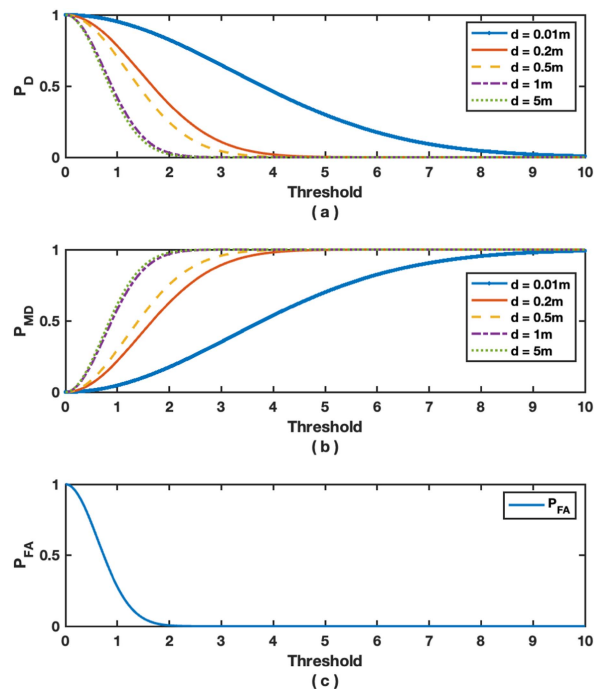 1
0.5
0
P_D
d = 0.01m
d = 0.2m
d = 0.5m
d = 1m
d = 5m
0 1 2 3 4 5 6 7 8 9 10
Threshold
( a )
1
0.5
0
P_MD
d = 0.01m
d = 0.2m
d = 0.5m
d = 1m
d = 5m
0 1 2 3 4 5 6 7 8 9 10
Threshold
( b )
1
0.5
0
P_FA
P_FA
0 1 2 3 4 5 6 7 8 9 10
Threshold
( c )